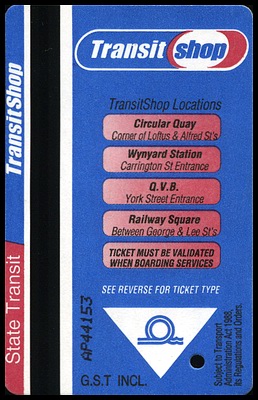 Transit shop
TransitShop
TransitShop Locations
Circular Quay
Corner of Loftus & Alfred St's
Wynyard Station
Carrington St Entrance
Q.V.B.
York Street Entrance
Railway Square
Between George & Lee St's
TICKET MUST BE VALIDATED
WHEN BOARDING SERVICES
SEE REVERSE FOR TICKET TYPE
State Transit
AP44153
G.S.T INCL.
Subject to Transport
Administration Act 1988,
its Regulations and Orders.